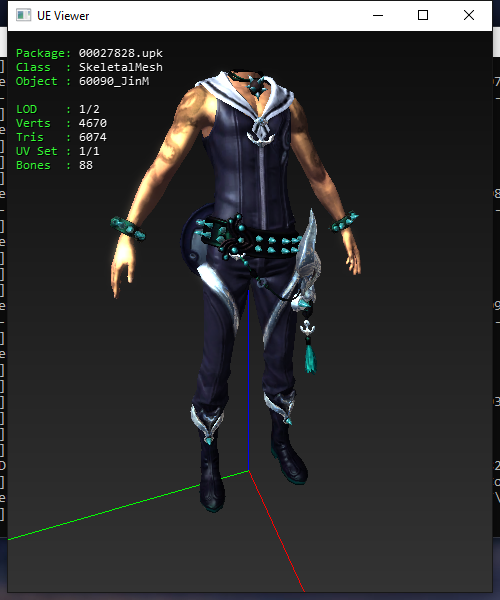 UE Viewer
Package: 00027828.upk
Class  : SkeletalMesh
Object : 60090_JinM
LOD    : 1/2
Verts  : 4670
Tris   : 6074
UV Set : 1/1
Bones  : 88